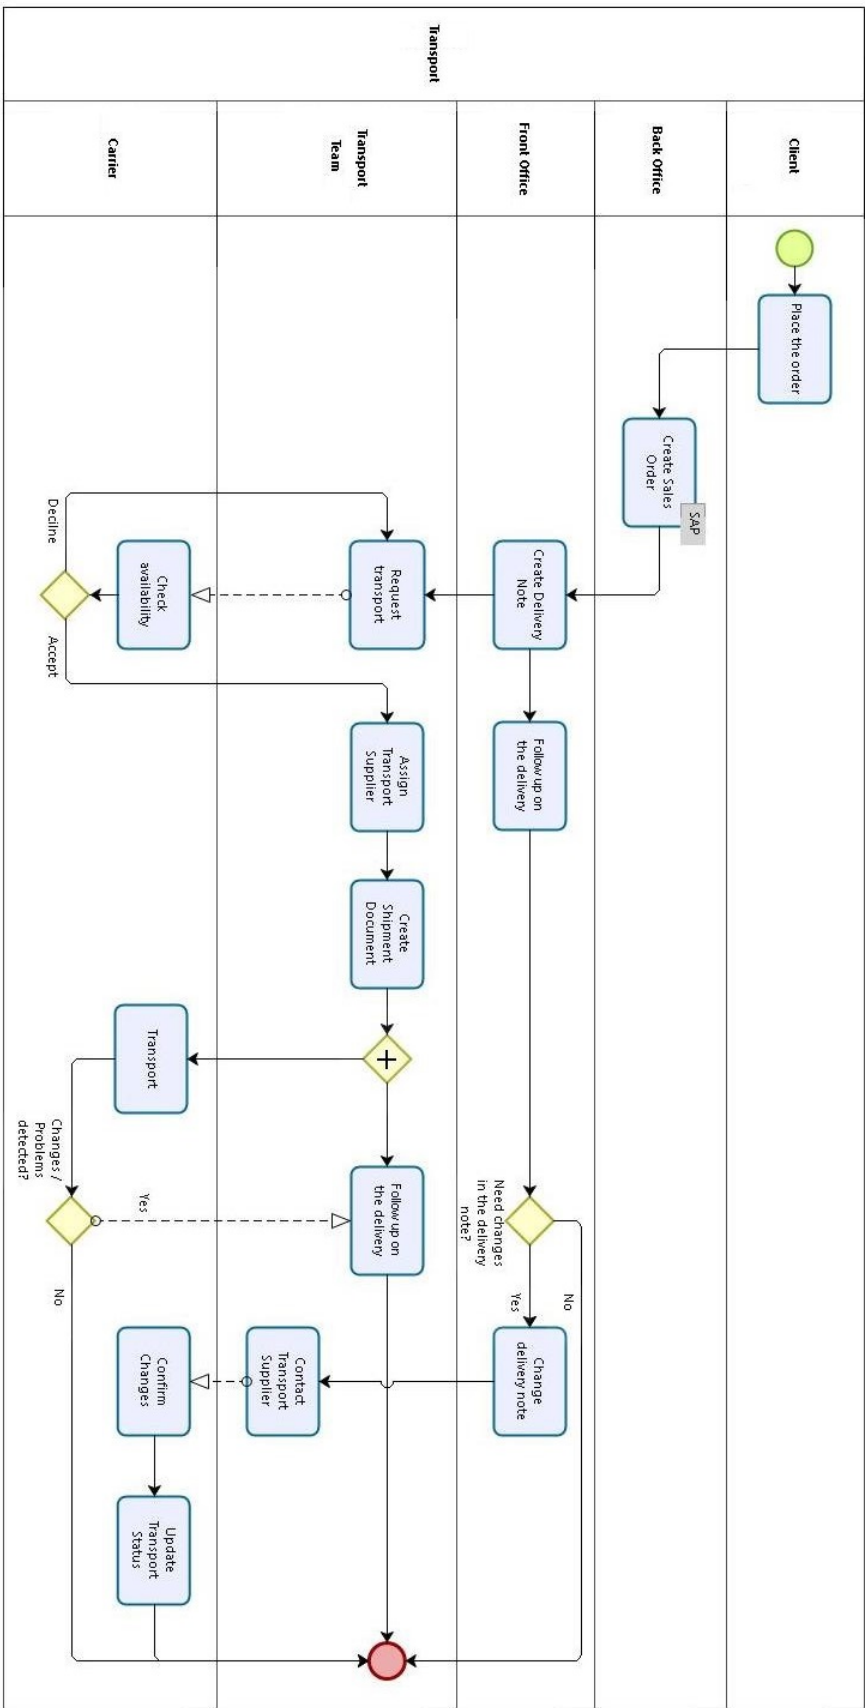 Transport
Client
Back Office
Front Office
Transport
Team
Carrier
Place the order
Create Sales
Order
SAP
Create Delivery
Note
Follow up on
the delivery
Need changes
in the delivery
note?
No
Yes
Change
delivery note
Request
transport
Assign
Transport
Supplier
Create
Shipment
Document
Follow up on
the delivery
Contact
Transport
Supplier
Decilne
Check
availability
Accept
Transport
Changes /
Problems
detected?
Yes
No
Confirm
Changes
Update
Transport
Status